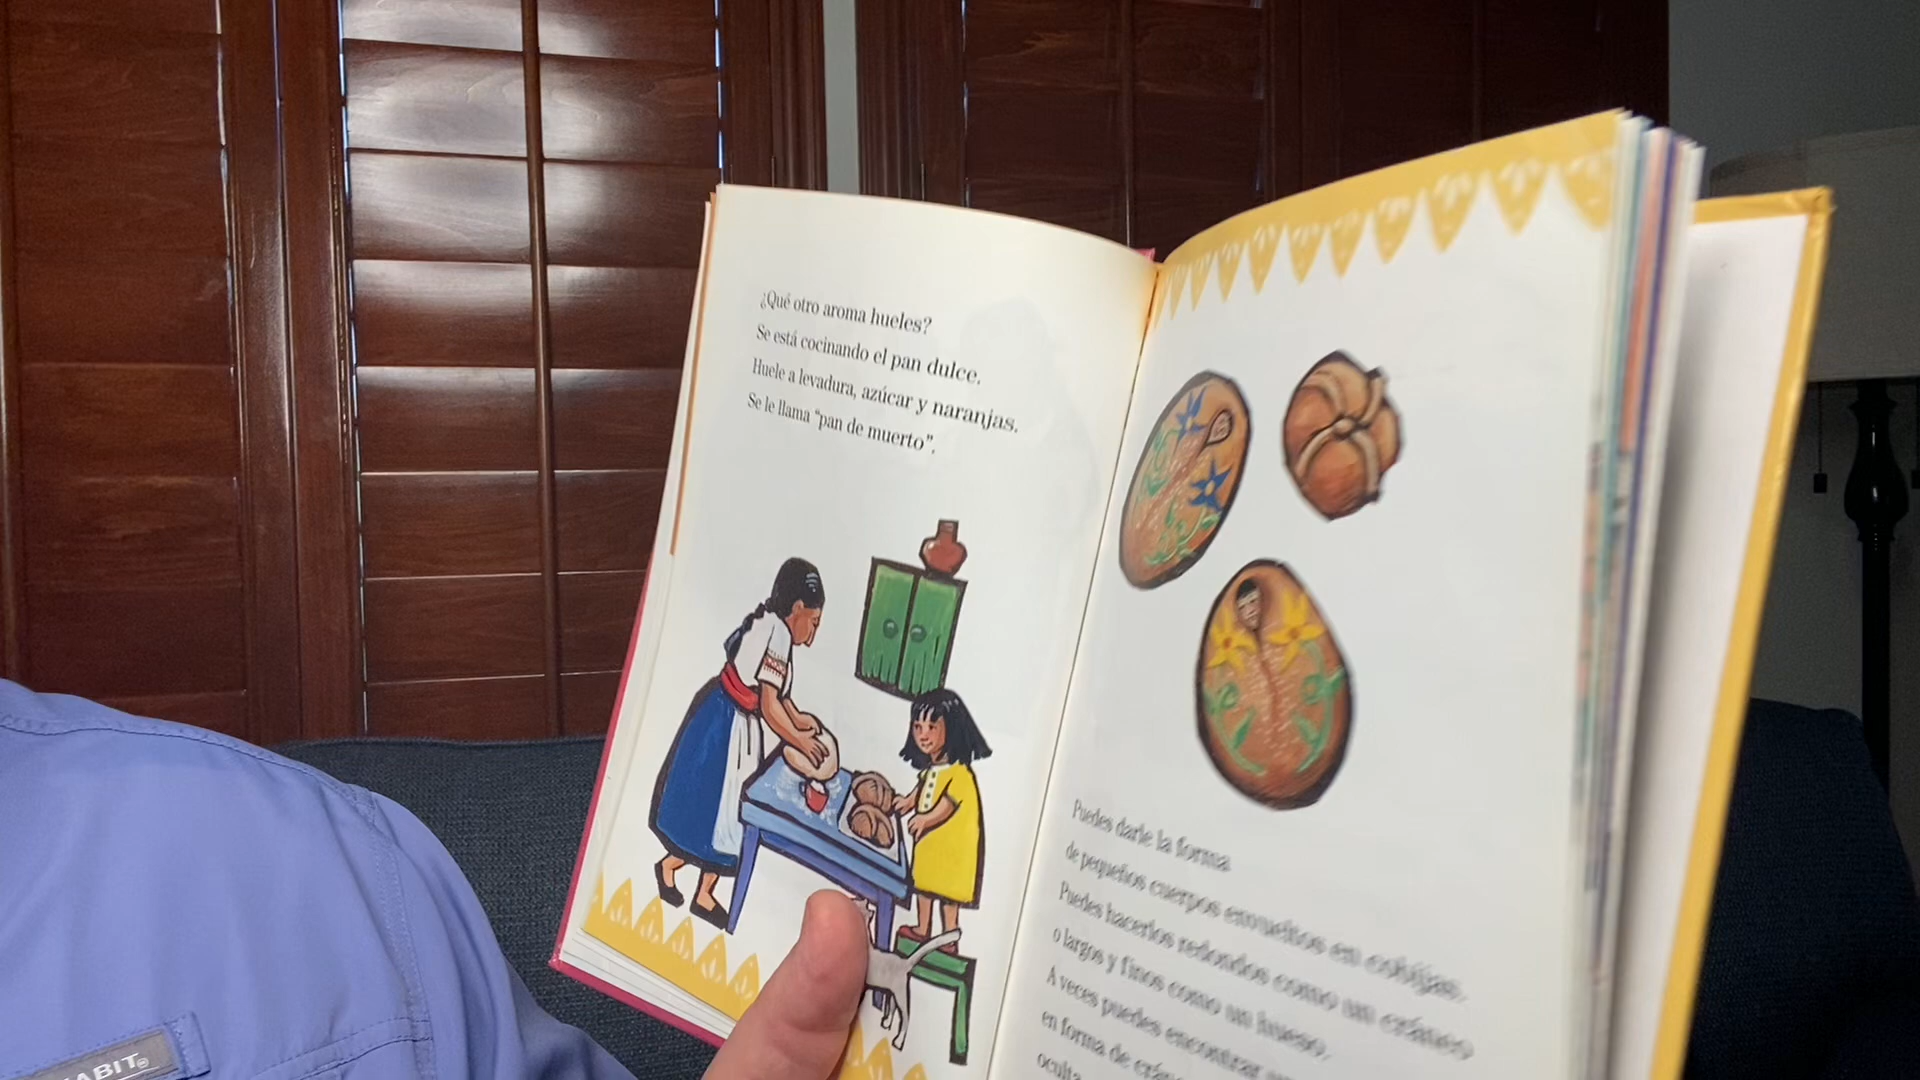 ¿Qué otro aroma hueles?
Se está cocinando el pan dulce.
Huele a levadura, azúcar y naranjas.
Se le llama “pan de muerto”.
Puedes darle la forma
de pequeños cuerpos envueltos en cobijas.
Puedes hacerlos redondos como un cráneo
o largos y finos como un hueso.
A veces puedes encontrar
en forma de
oculta
ABIT